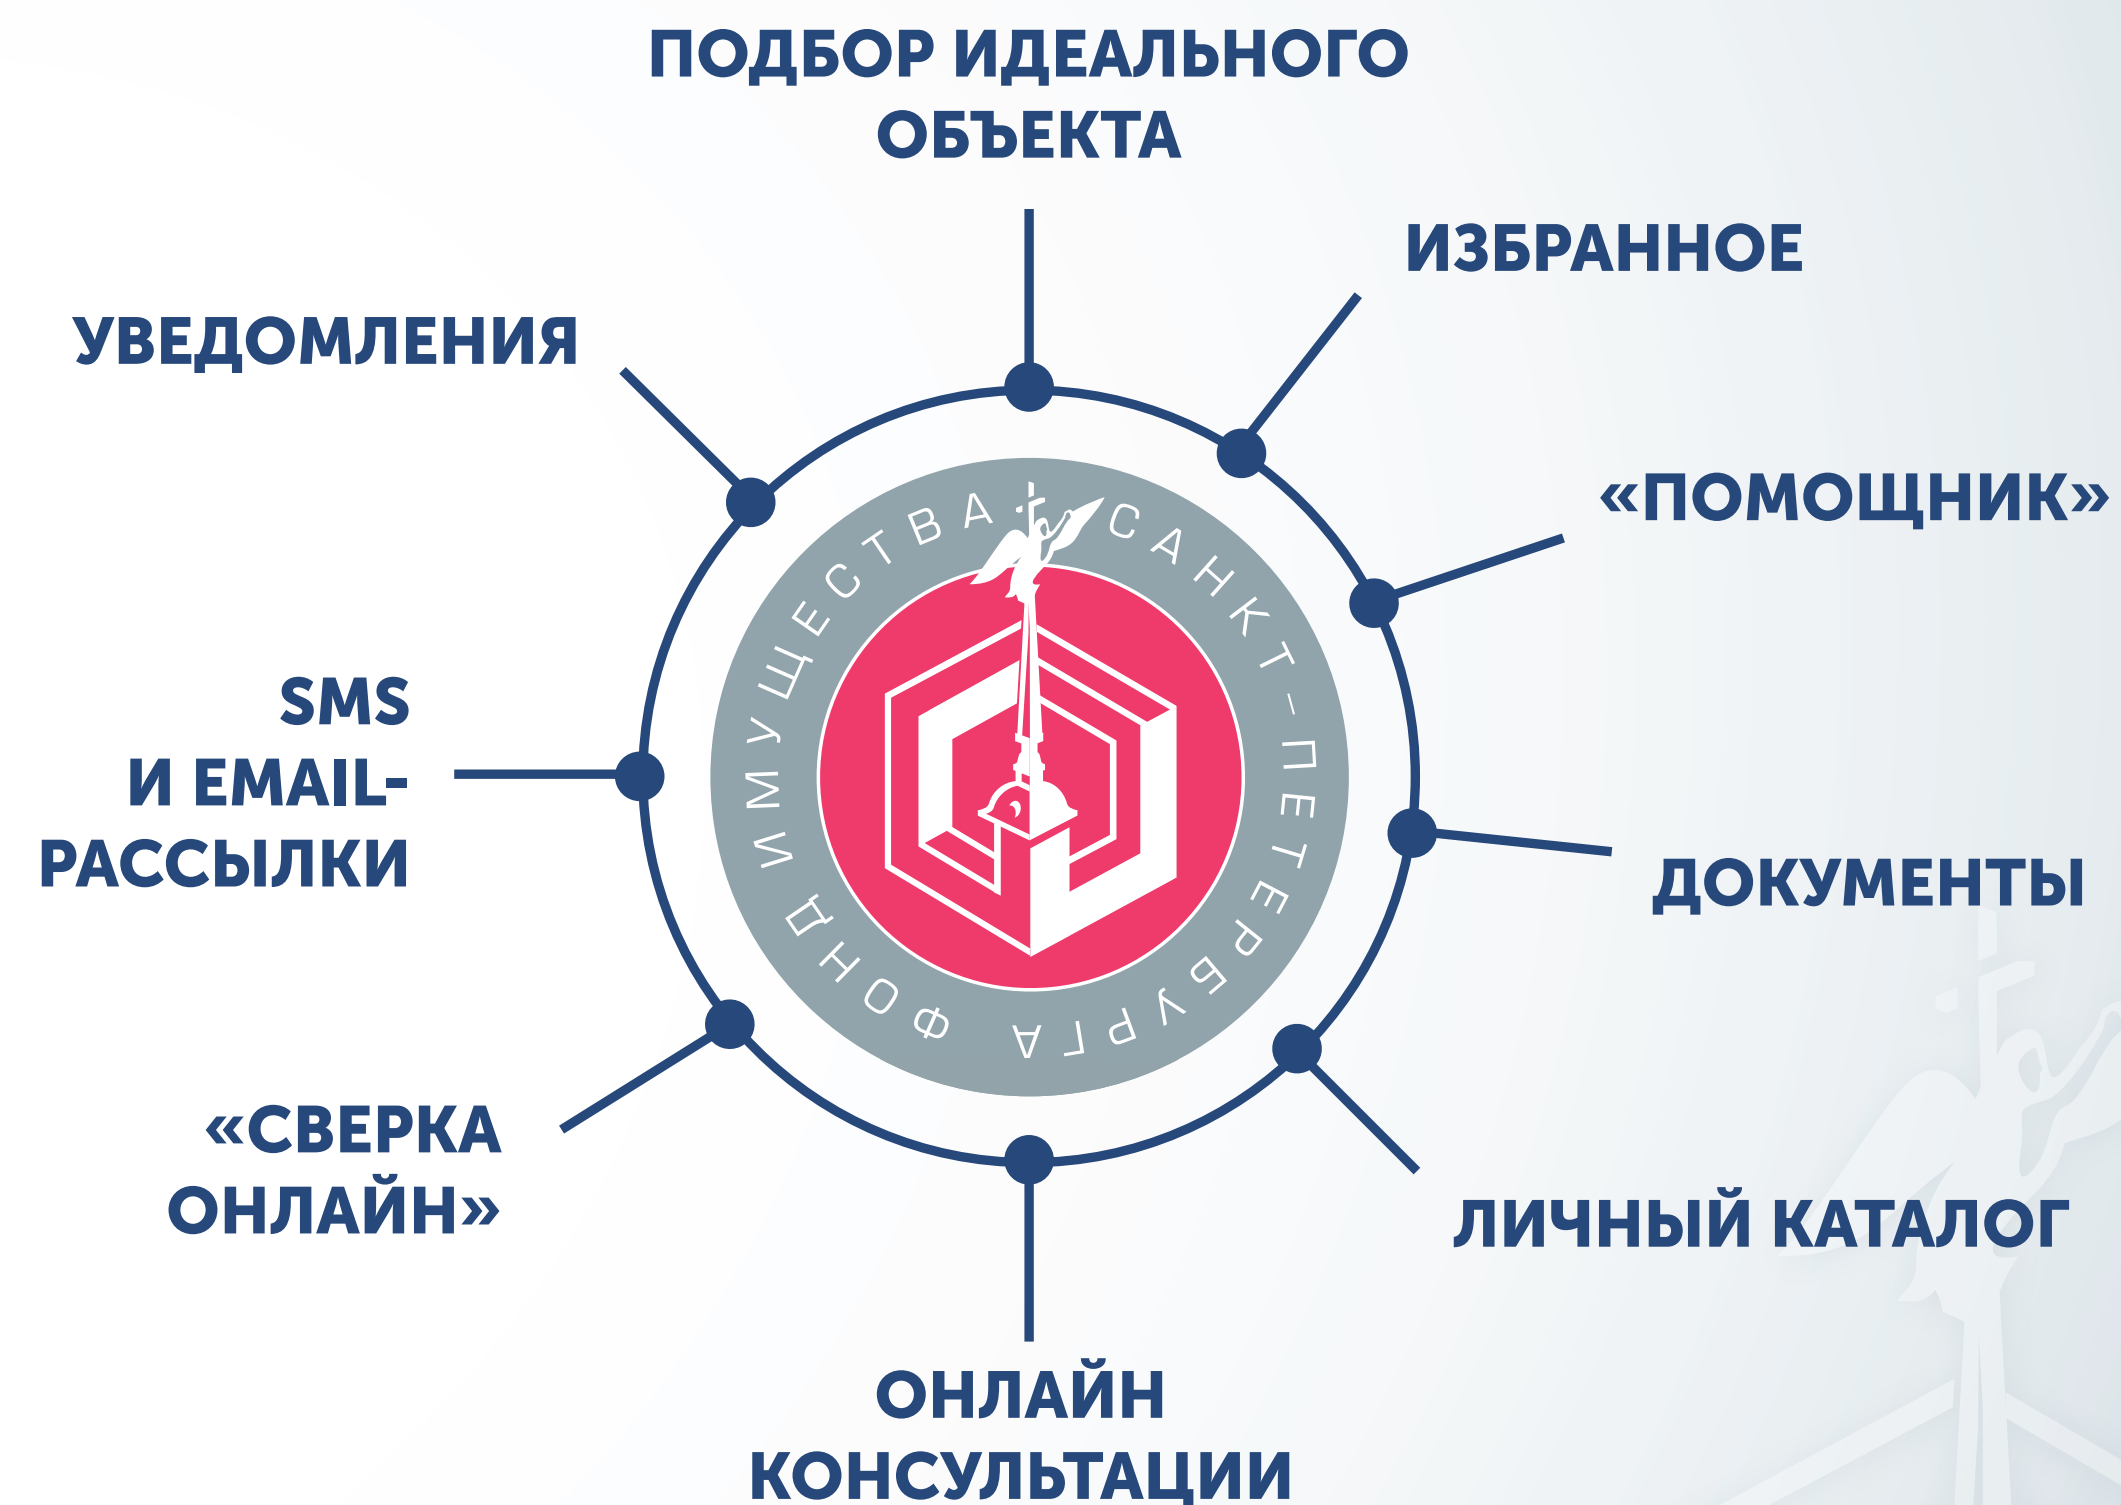 ПОДБОР ИДЕАЛЬНОГО
ОБЪЕКТА
ИЗБРАННОЕ
УВЕДОМЛЕНИЯ
«ПОМОЩНИК»
SMS
И EMAIL-
РАССЫЛКИ
ДОКУМЕНТЫ
«СВЕРКА
ОНЛАЙН»
ЛИЧНЫЙ КАТАЛОГ
ОНЛАЙН
КОНСУЛЬТАЦИИ
ФОНД ИМУЩЕСТВА САНКТ-ПЕТЕРБУРГА